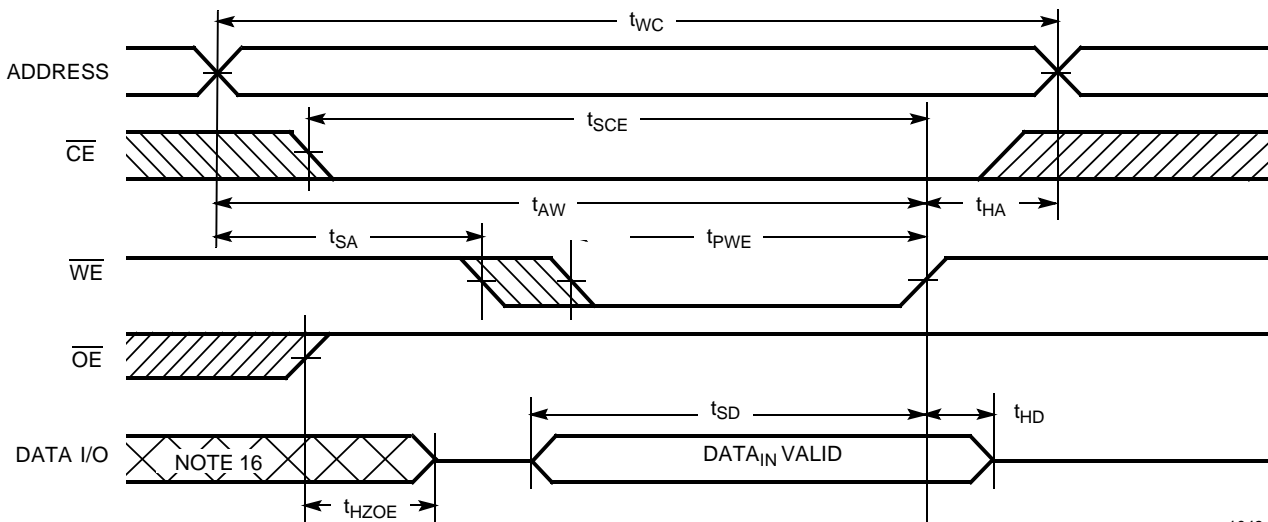 tWC
ADDRESS
tSCE
CE
tAW
tHA
tSA
tPWE
WE
OE
tSD
tHD
DATA I/O
NOTE 16
DATAIN VALID
tHZOE